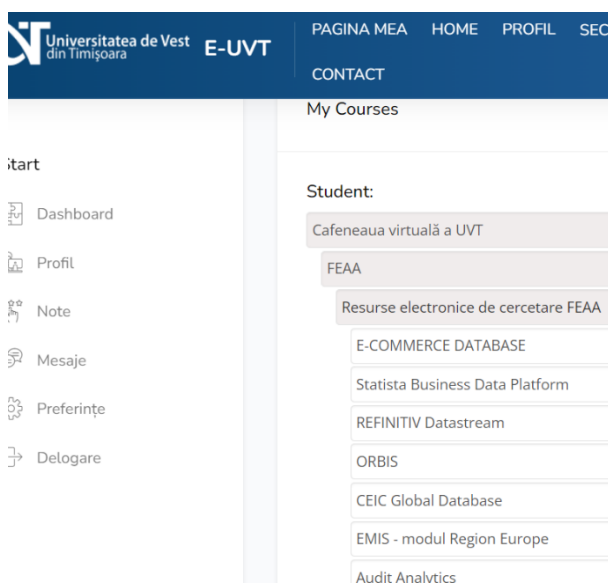 Universitatea de Vest
din Timișoara
E-UVT
PAGINA MEA HOME PROFIL SEC
CONTACT
My Courses
Start
Dashboard
Profil
Note
Mesaje
Preferințe
Delogare
Student:
Cafeneaua virtuală a UVT
FEAA
Resurse electronice de cercetare FEAA
E-COMMERCE DATABASE
Statista Business Data Platform
REFINITIV Datastream
ORBIS
CEIC Global Database
EMIS - modul Region Europe
Audit Analytics